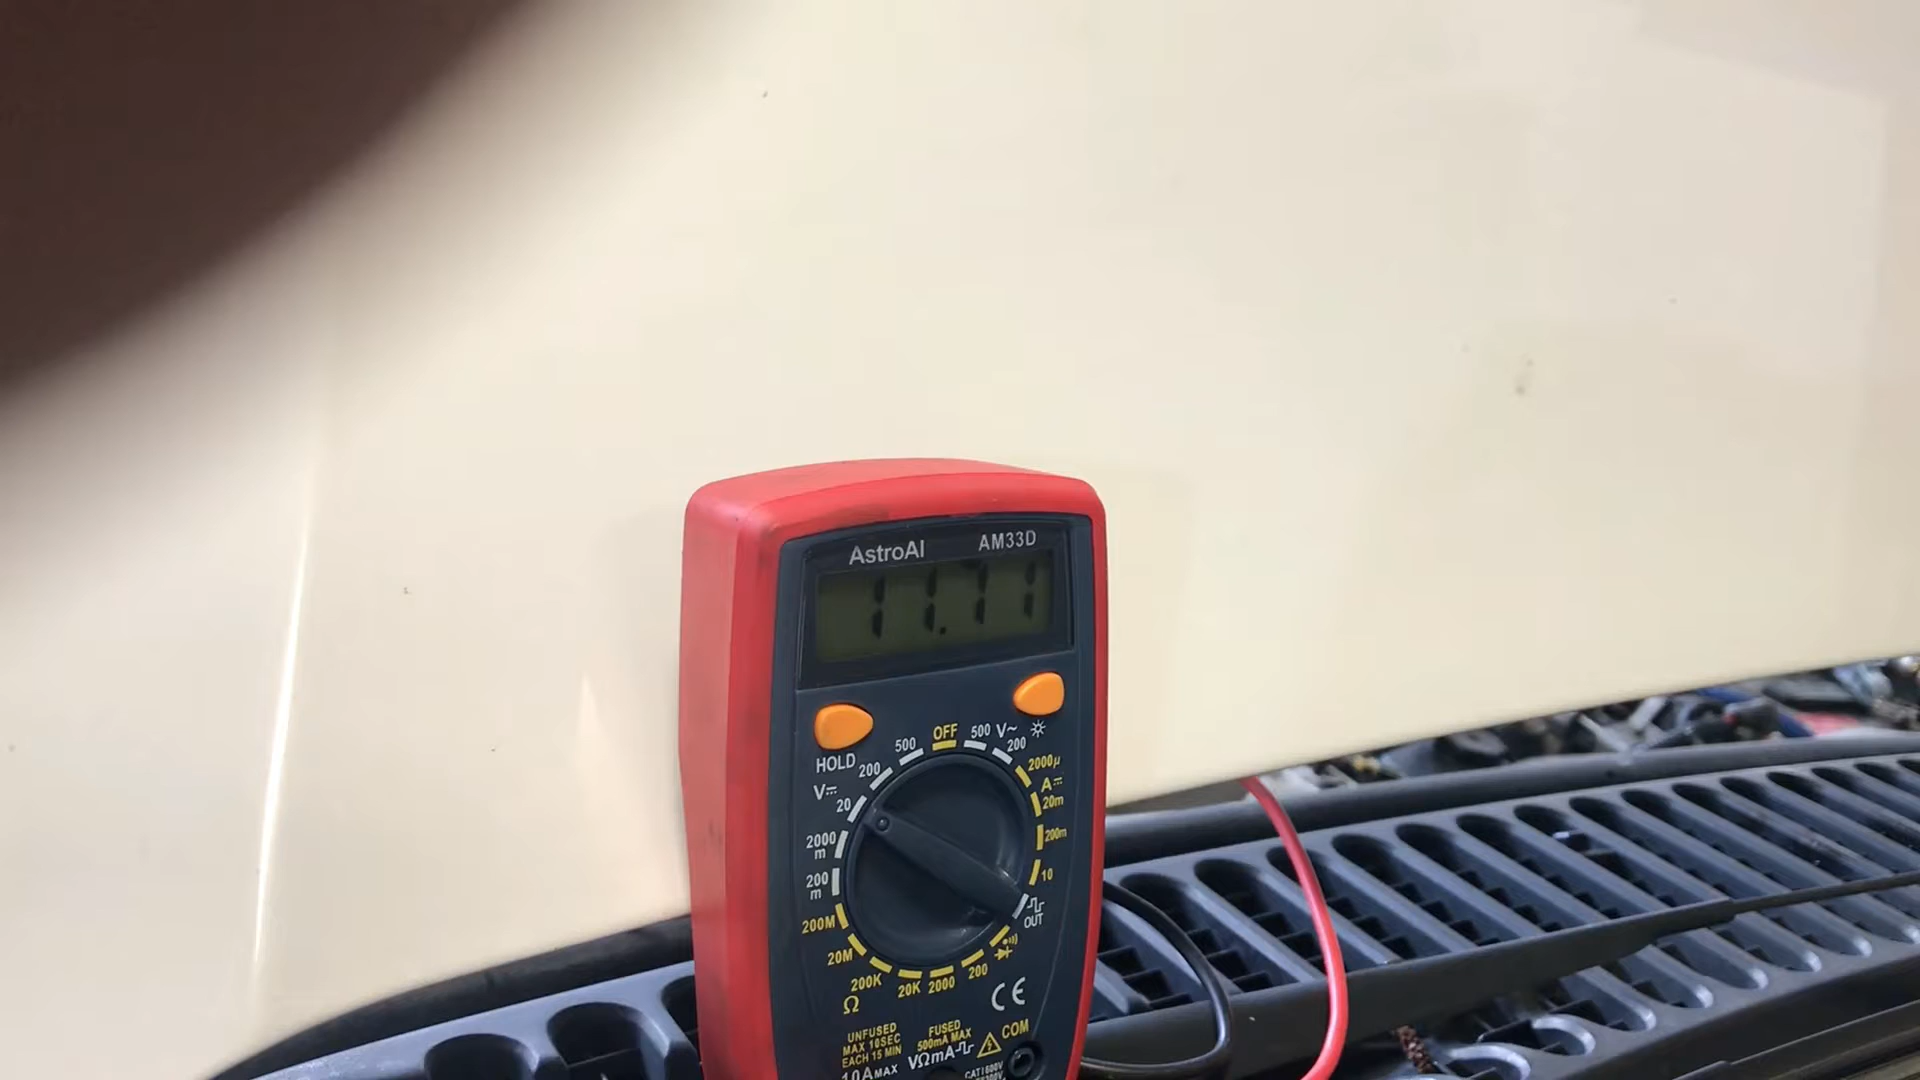 AstroAI AM33D
11.71
HOLD
OFF
500 V~
200
2000µ
A
20m
200m
10
OUT
500
200
V
20
2000
m
200
m
200M
20M
200K
20K
2000
200
Ω
CE
UNFUSED
MAX 10SEC
EACH 15 MIN
10A MAX
FUSED
500mA MAX
VΩmA
COM
CAT I 600V